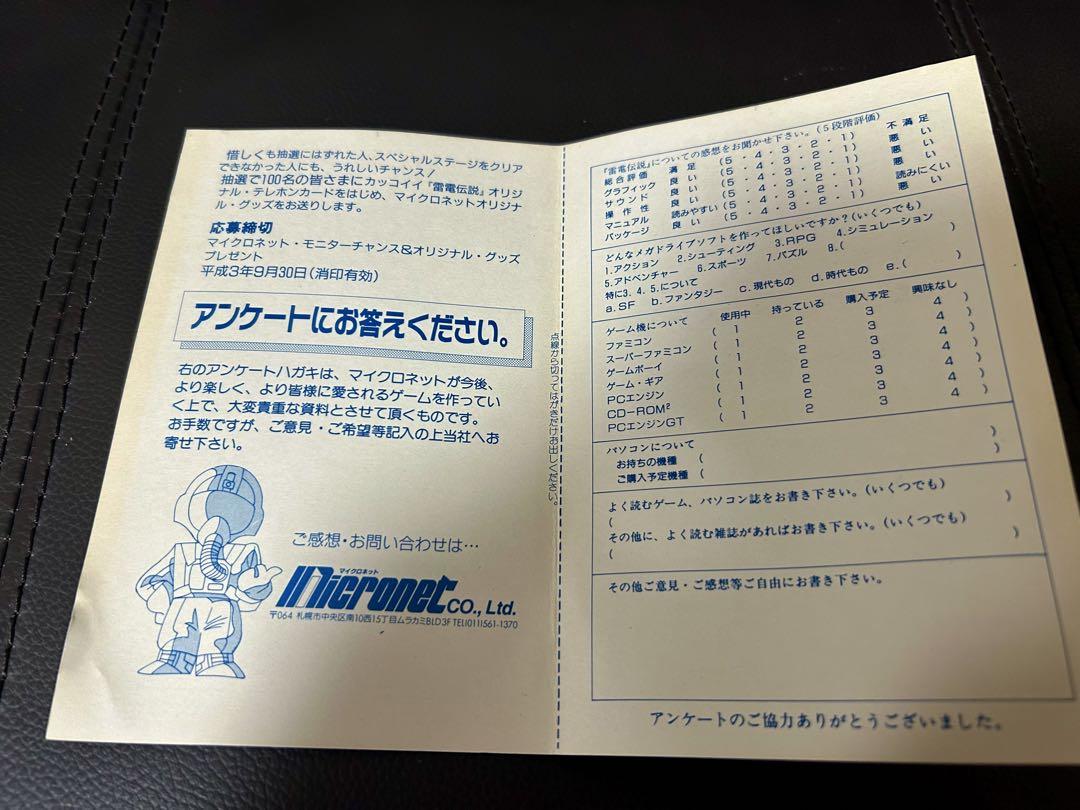 惜しくも抽選にはずれた人、スペシャルステージをクリア
できなかった人にも、うれしいチャンス!
抽選で100名の皆さまにカッコイイ『雷電伝説』オリジ
ナル・テレホンカードをはじめ、マイクロネットオリジナ
ル・グッズをお送りします。
応募締切
マイクロネット・モニターチャンス&オリジナル・グッズ
プレゼント
平成3年9月30日(消印有効)
アンケートにお答えください。
右のアンケートハガキは、マイクロネットが今後、
より楽しく、より皆様に愛されるゲームを作ってい
く上で、大変貴重な資料とさせて頂くものです。
お手数ですが、ご意見・ご希望等記入の上当社へお
寄せ下さい。
ご感想・お問い合わせは…
マイクロネット
Micronet CO., Ltd.
〒064 札幌市中央区南10西15丁目ムラカミBLD3F TEL(011)561-1370
点線から切ってはがきだけお出しください。
『雷電伝説』についての感想をお聞かせ下さい。(5段階評価)
総合評価 満足 (5・4・3・2・1) 不満足
グラフィック 良い (5・4・3・2・1) 悪い
サウンド 良い (5・4・3・2・1) 悪い
操作性 良い (5・4・3・2・1) 悪い
マニュアル 読みやすい (5・4・3・2・1) 読みにくい
パッケージ 良い (5・4・3・2・1) 悪い
どんなメガドライブソフトを作ってほしいですか?(いくつでも)
1.アクション 2.シューティング 3.RPG 4.シミュレーション
5.アドベンチャー 6.スポーツ 7.パズル 8.( )
特に3. 4. 5.について
a.SF b.ファンタジー c.現代もの d.時代もの e.( )
ゲーム機について 使用中 持っている 購入予定 興味なし
ファミコン ( 1 2 3 4 )
スーパーファミコン ( 1 2 3 4 )
ゲームボーイ ( 1 2 3 4 )
ゲーム・ギア ( 1 2 3 4 )
PCエンジン ( 1 2 3 4 )
CD-ROM² ( 1 2 3 4 )
PCエンジンGT ( 1 2 3 4 )
パソコンについて
お持ちの機種 ( )
ご購入予定機種 ( )
よく読むゲーム、パソコン誌をお書き下さい。(いくつでも)
( )
その他に、よく読む雑誌があればお書き下さい。(いくつでも)
( )
その他ご意見・ご感想等ご自由にお書き下さい。
アンケートのご協力ありがとうございました。